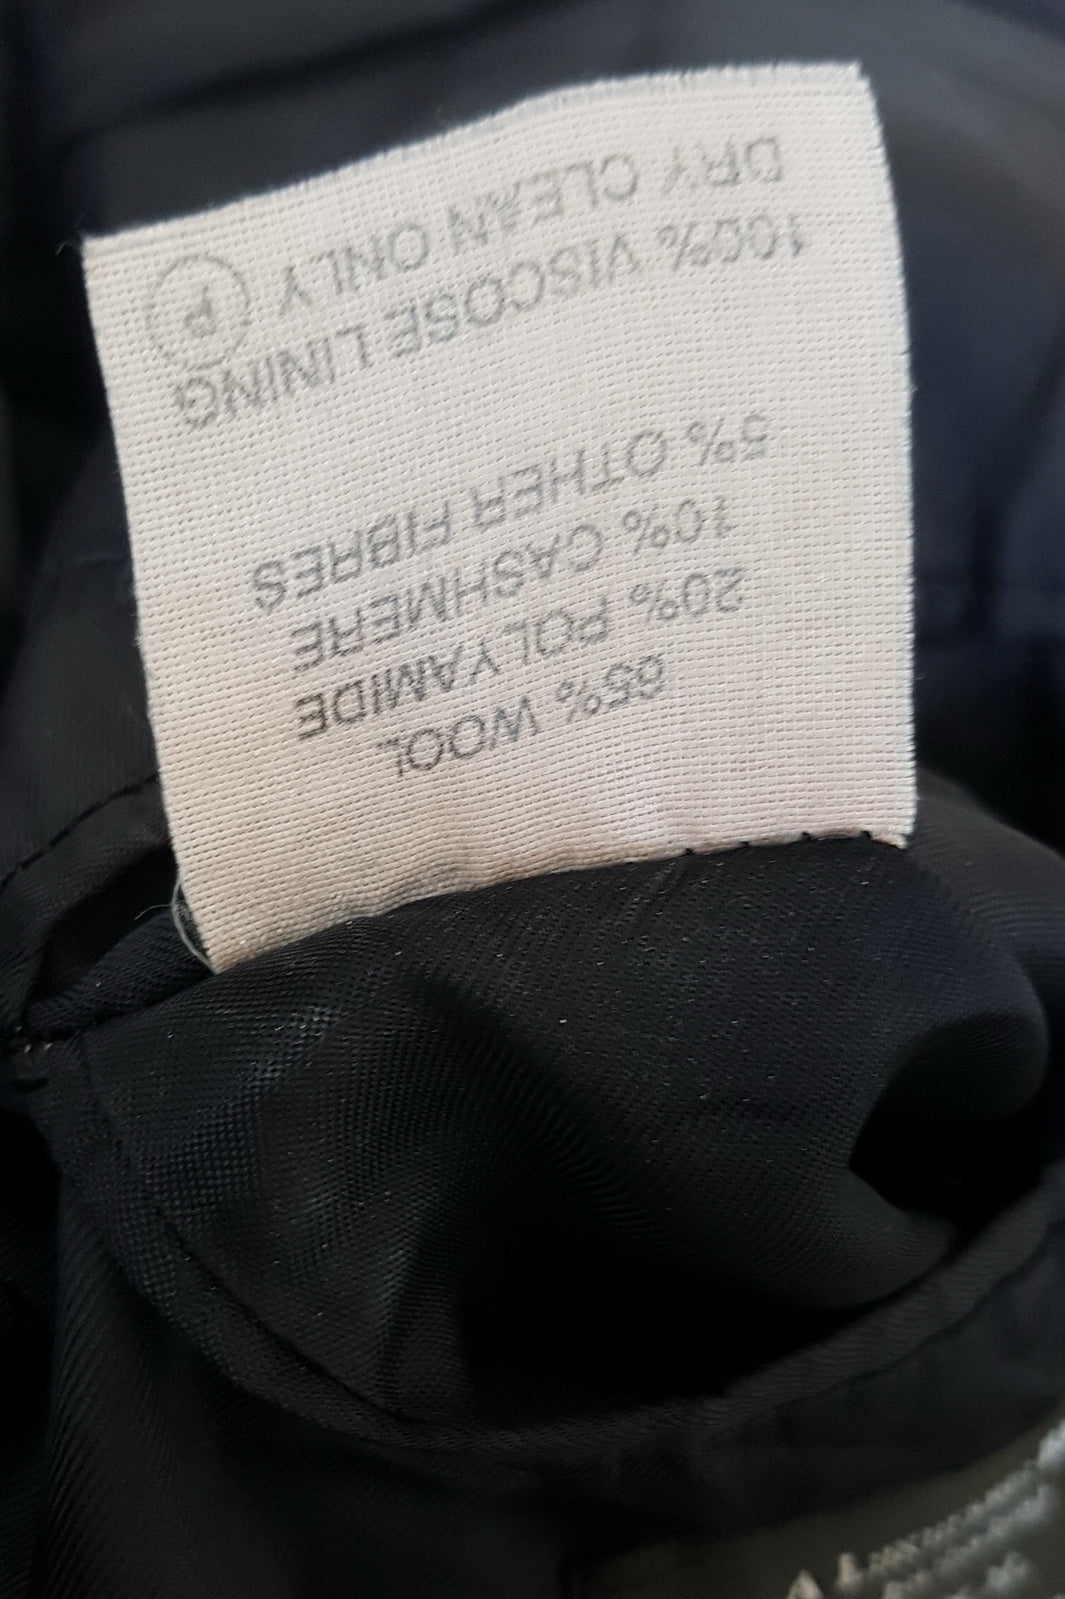 65% WOOL
20% POLYAMIDE
10% CASHMERE
5% OTHER FIBRES
100% VISCOSE LINING
DRY CLEAN ONLY P